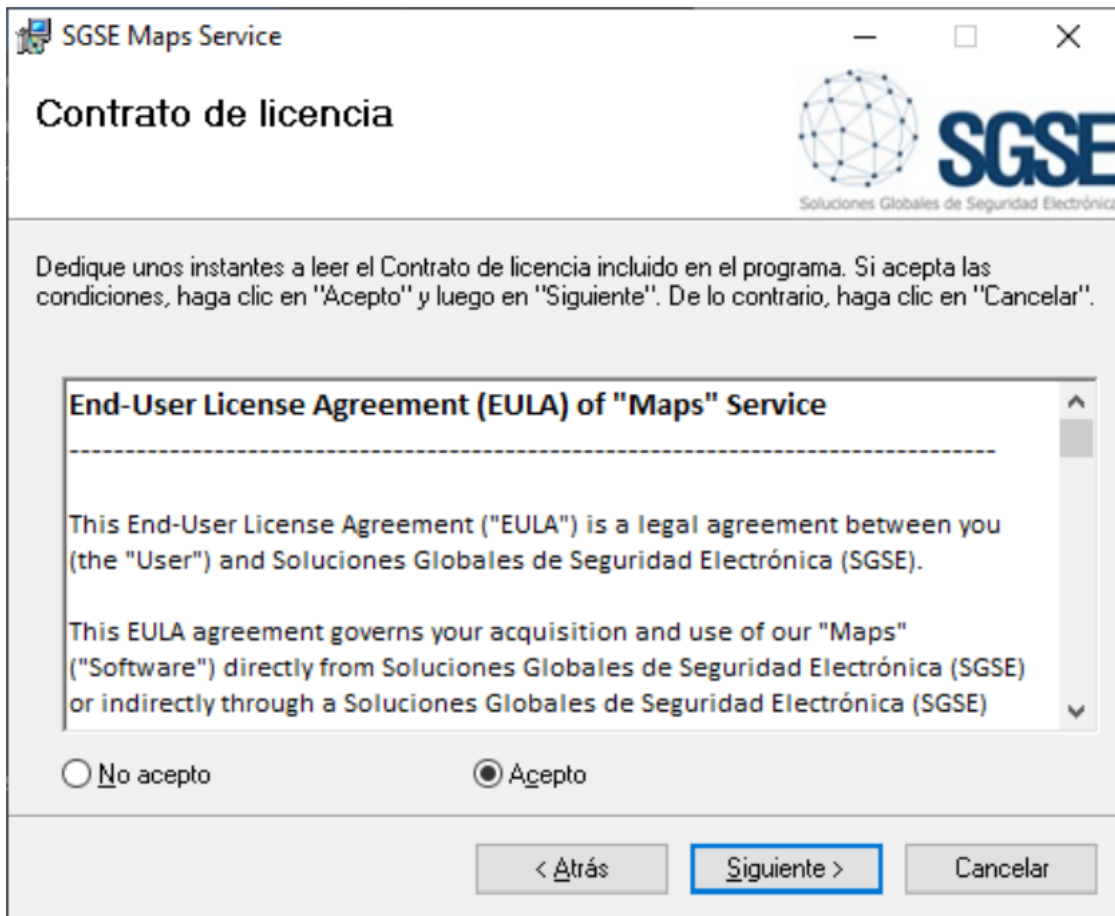 SGSE Maps Service
Contrato de licencia
SGSE
Soluciones Globales de Seguridad Electrónica
Dedique unos instantes a leer el Contrato de licencia incluido en el programa. Si acepta las
condiciones, haga clic en "Acepto" y luego en "Siguiente". De lo contrario, haga clic en "Cancelar".
End-User License Agreement (EULA) of "Maps" Service
--------------------------------------------------------------------------------
This End-User License Agreement ("EULA") is a legal agreement between you
(the "User") and Soluciones Globales de Seguridad Electrónica (SGSE).
This EULA agreement governs your acquisition and use of our "Maps"
("Software") directly from Soluciones Globales de Seguridad Electrónica (SGSE)
or indirectly through a Soluciones Globales de Seguridad Electrónica (SGSE)
No acepto Acepto
< Atrás Siguiente > Cancelar